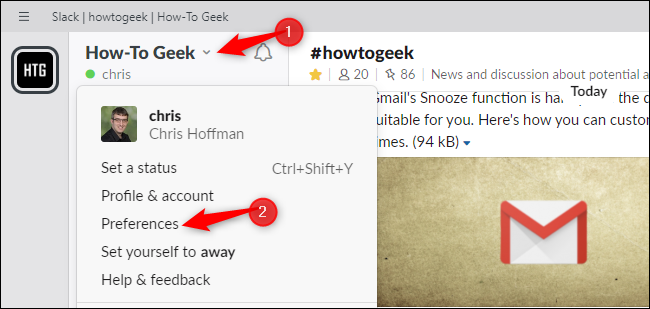 Slack | howtogeek | How-To Geek
HTG
How-To Geek
1
chris
#howtogeek
20 | 86 | News and discussion about potential a
Today
Gmail's Snooze function is ha
the d
uitable for you. Here's how you can custo
mes. (94 kB)
chris
Chris Hoffman
Set a status Ctrl+Shift+Y
Profile & account
Preferences
2
Set yourself to away
Help & feedback